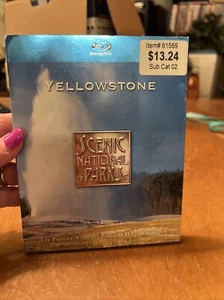 Blu-ray Disc
Item# 61569
$13.24
Sub Cat 02
YELLOWSTONE
SCENIC
NATIONAL
PARKS